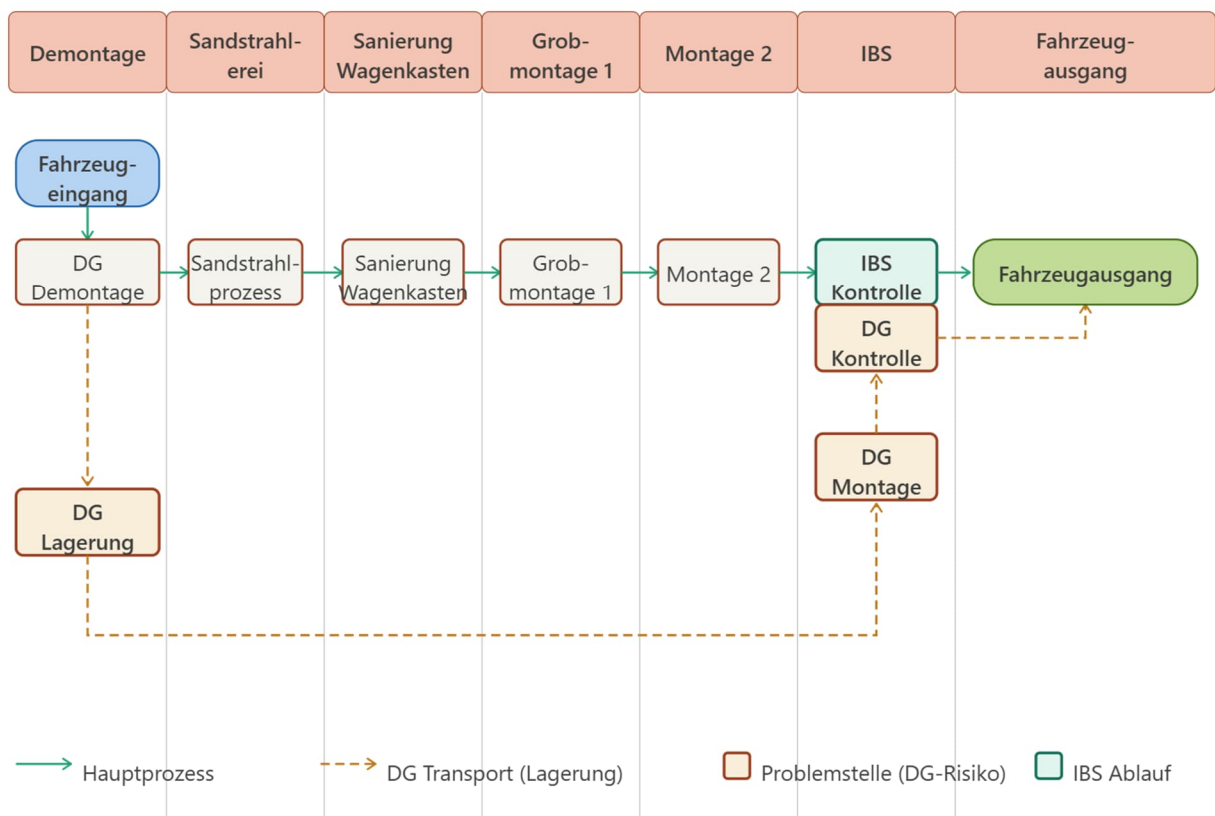 Demontage
Sandstrahl-
erei
Sanierung
Wagenkasten
Grob-
montage 1
Montage 2
IBS
Fahrzeug-
ausgang
Fahrzeug-
eingang
DG
Demontage
Sandstrahl-
prozess
Sanierung
Wagenkasten
Grob-
montage 1
Montage 2
IBS
Kontrolle
Fahrzeugausgang
DG
Kontrolle
DG
Montage
DG
Lagerung
Hauptprozess
DG Transport (Lagerung)
Problemstelle (DG-Risiko)
IBS Ablauf